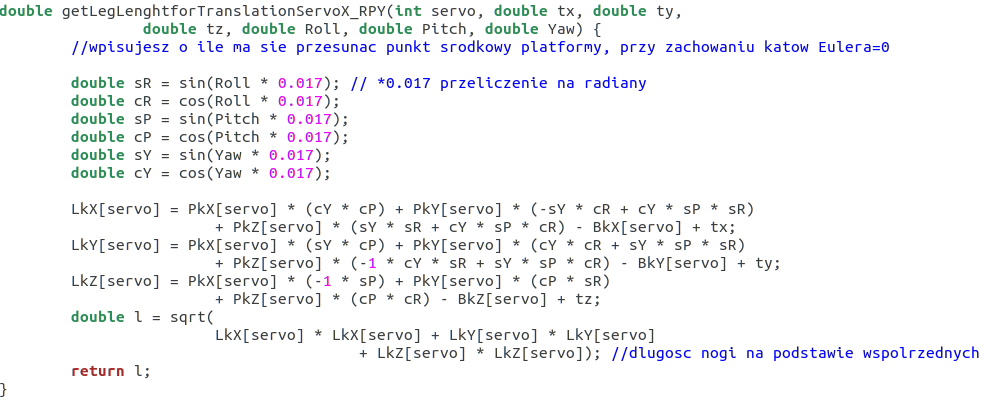 double getLegLenghtforTranslationServoX_RPY(int servo, double tx, double ty,
double tz, double Roll, double Pitch, double Yaw) {
//wpisujesz o ile ma sie przesunac punkt srodkowy platformy, przy zachowaniu katow Eulera=0
double sR = sin(Roll * 0.017); // *0.017 przeliczenie na radiany
double cR = cos(Roll * 0.017);
double sP = sin(Pitch * 0.017);
double cP = cos(Pitch * 0.017);
double sY = sin(Yaw * 0.017);
double cY = cos(Yaw * 0.017);
LkX[servo] = PkX[servo] * (cY * cP) + PkY[servo] * (-sY * cR + cY * sP * sR)
+ PkZ[servo] * (sY * sR + cY * sP * cR) - BkX[servo] + tx;
LkY[servo] = PkX[servo] * (sY * cP) + PkY[servo] * (cY * cR + sY * sP * sR)
+ PkZ[servo] * (-1 * cY * sR + sY * sP * cR) - BkY[servo] + ty;
LkZ[servo] = PkX[servo] * (-1 * sP) + PkY[servo] * (cP * sR)
+ PkZ[servo] * (cP * cR) - BkZ[servo] + tz;
double l = sqrt(
LkX[servo] * LkX[servo] + LkY[servo] * LkY[servo]
+ LkZ[servo] * LkZ[servo]); //dlugosc nogi na podstawie wspolrzednych
return l;
}